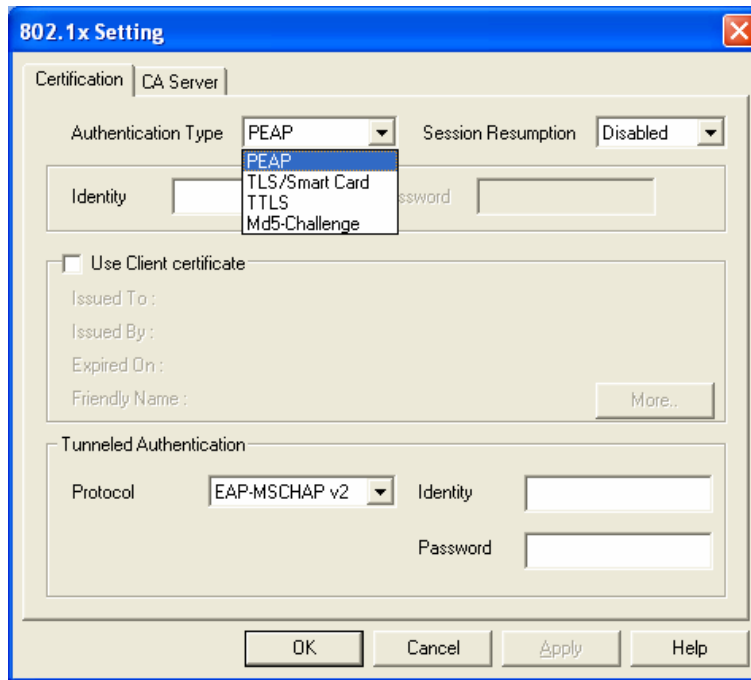 802.1x Setting
Certification CA Server
Authentication Type PEAP Session Resumption Disabled
PEAP
TLS/Smart Card
TTLS
Md5-Challenge
Identity ssword
Use Client certificate
Issued To :
Issued By :
Expired On :
Friendly Name : More..
Tunneled Authentication
Protocol EAP-MSCHAP v2 Identity
Password
OK Cancel Apply Help